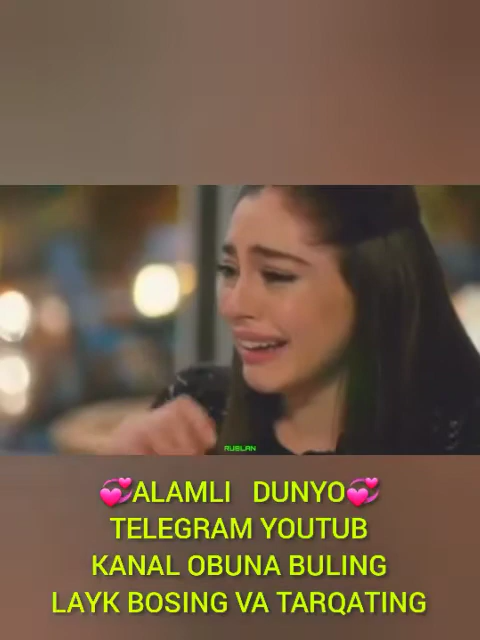 RUSLAN
💞ALAMLI DUNYO💞
TELEGRAM YOUTUB
KANAL OBUNA BULING
LAYK BOSING VA TARQATING